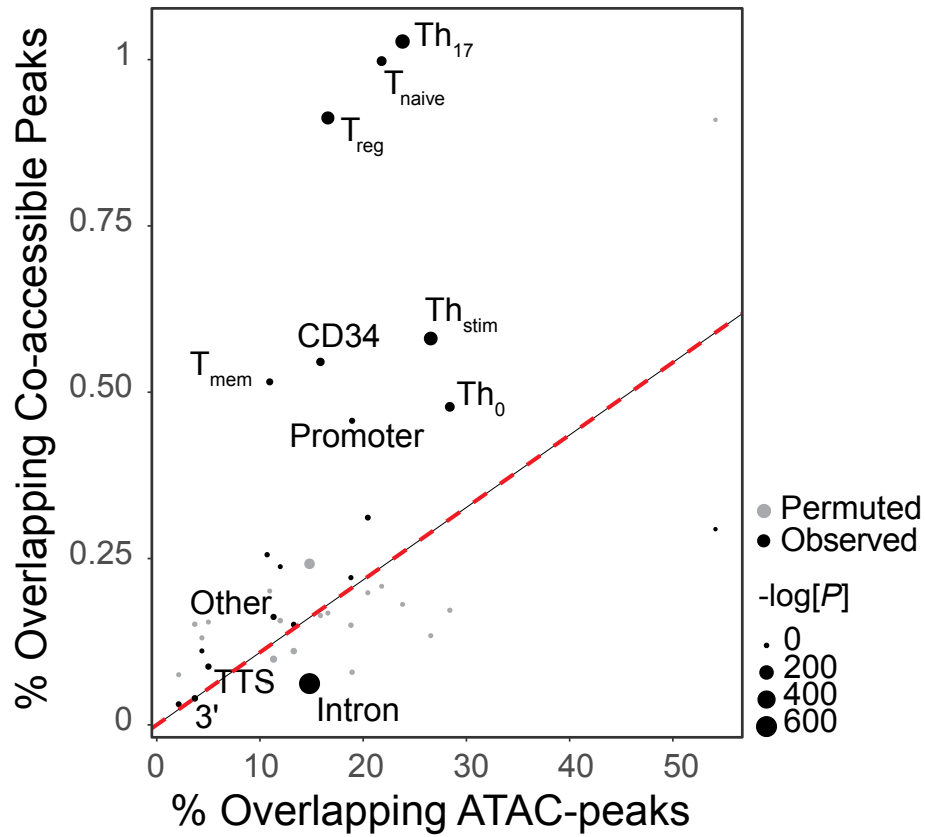 % Overlapping Co-accessible Peaks
1
0.75
0.50
0.25
0
Th17
Tnaive
Treg
Thstim
CD34
Tmem
Th0
Promoter
Other
TTS
3'
Intron
0 10 20 30 40 50
% Overlapping ATAC-peaks
Permuted
Observed
-log[P]
0
200
400
600